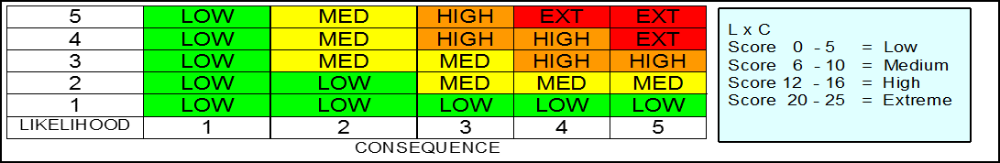 5 LOW MED HIGH EXT EXT
4 LOW MED HIGH HIGH EXT
3 LOW MED MED HIGH HIGH
2 LOW LOW MED MED MED
1 LOW LOW LOW LOW LOW
LIKELIHOOD 1 2 3 4 5
CONSEQUENCE
L x C
Score 0 - 5 = Low
Score 6 - 10 = Medium
Score 12 - 16 = High
Score 20 - 25 = Extreme